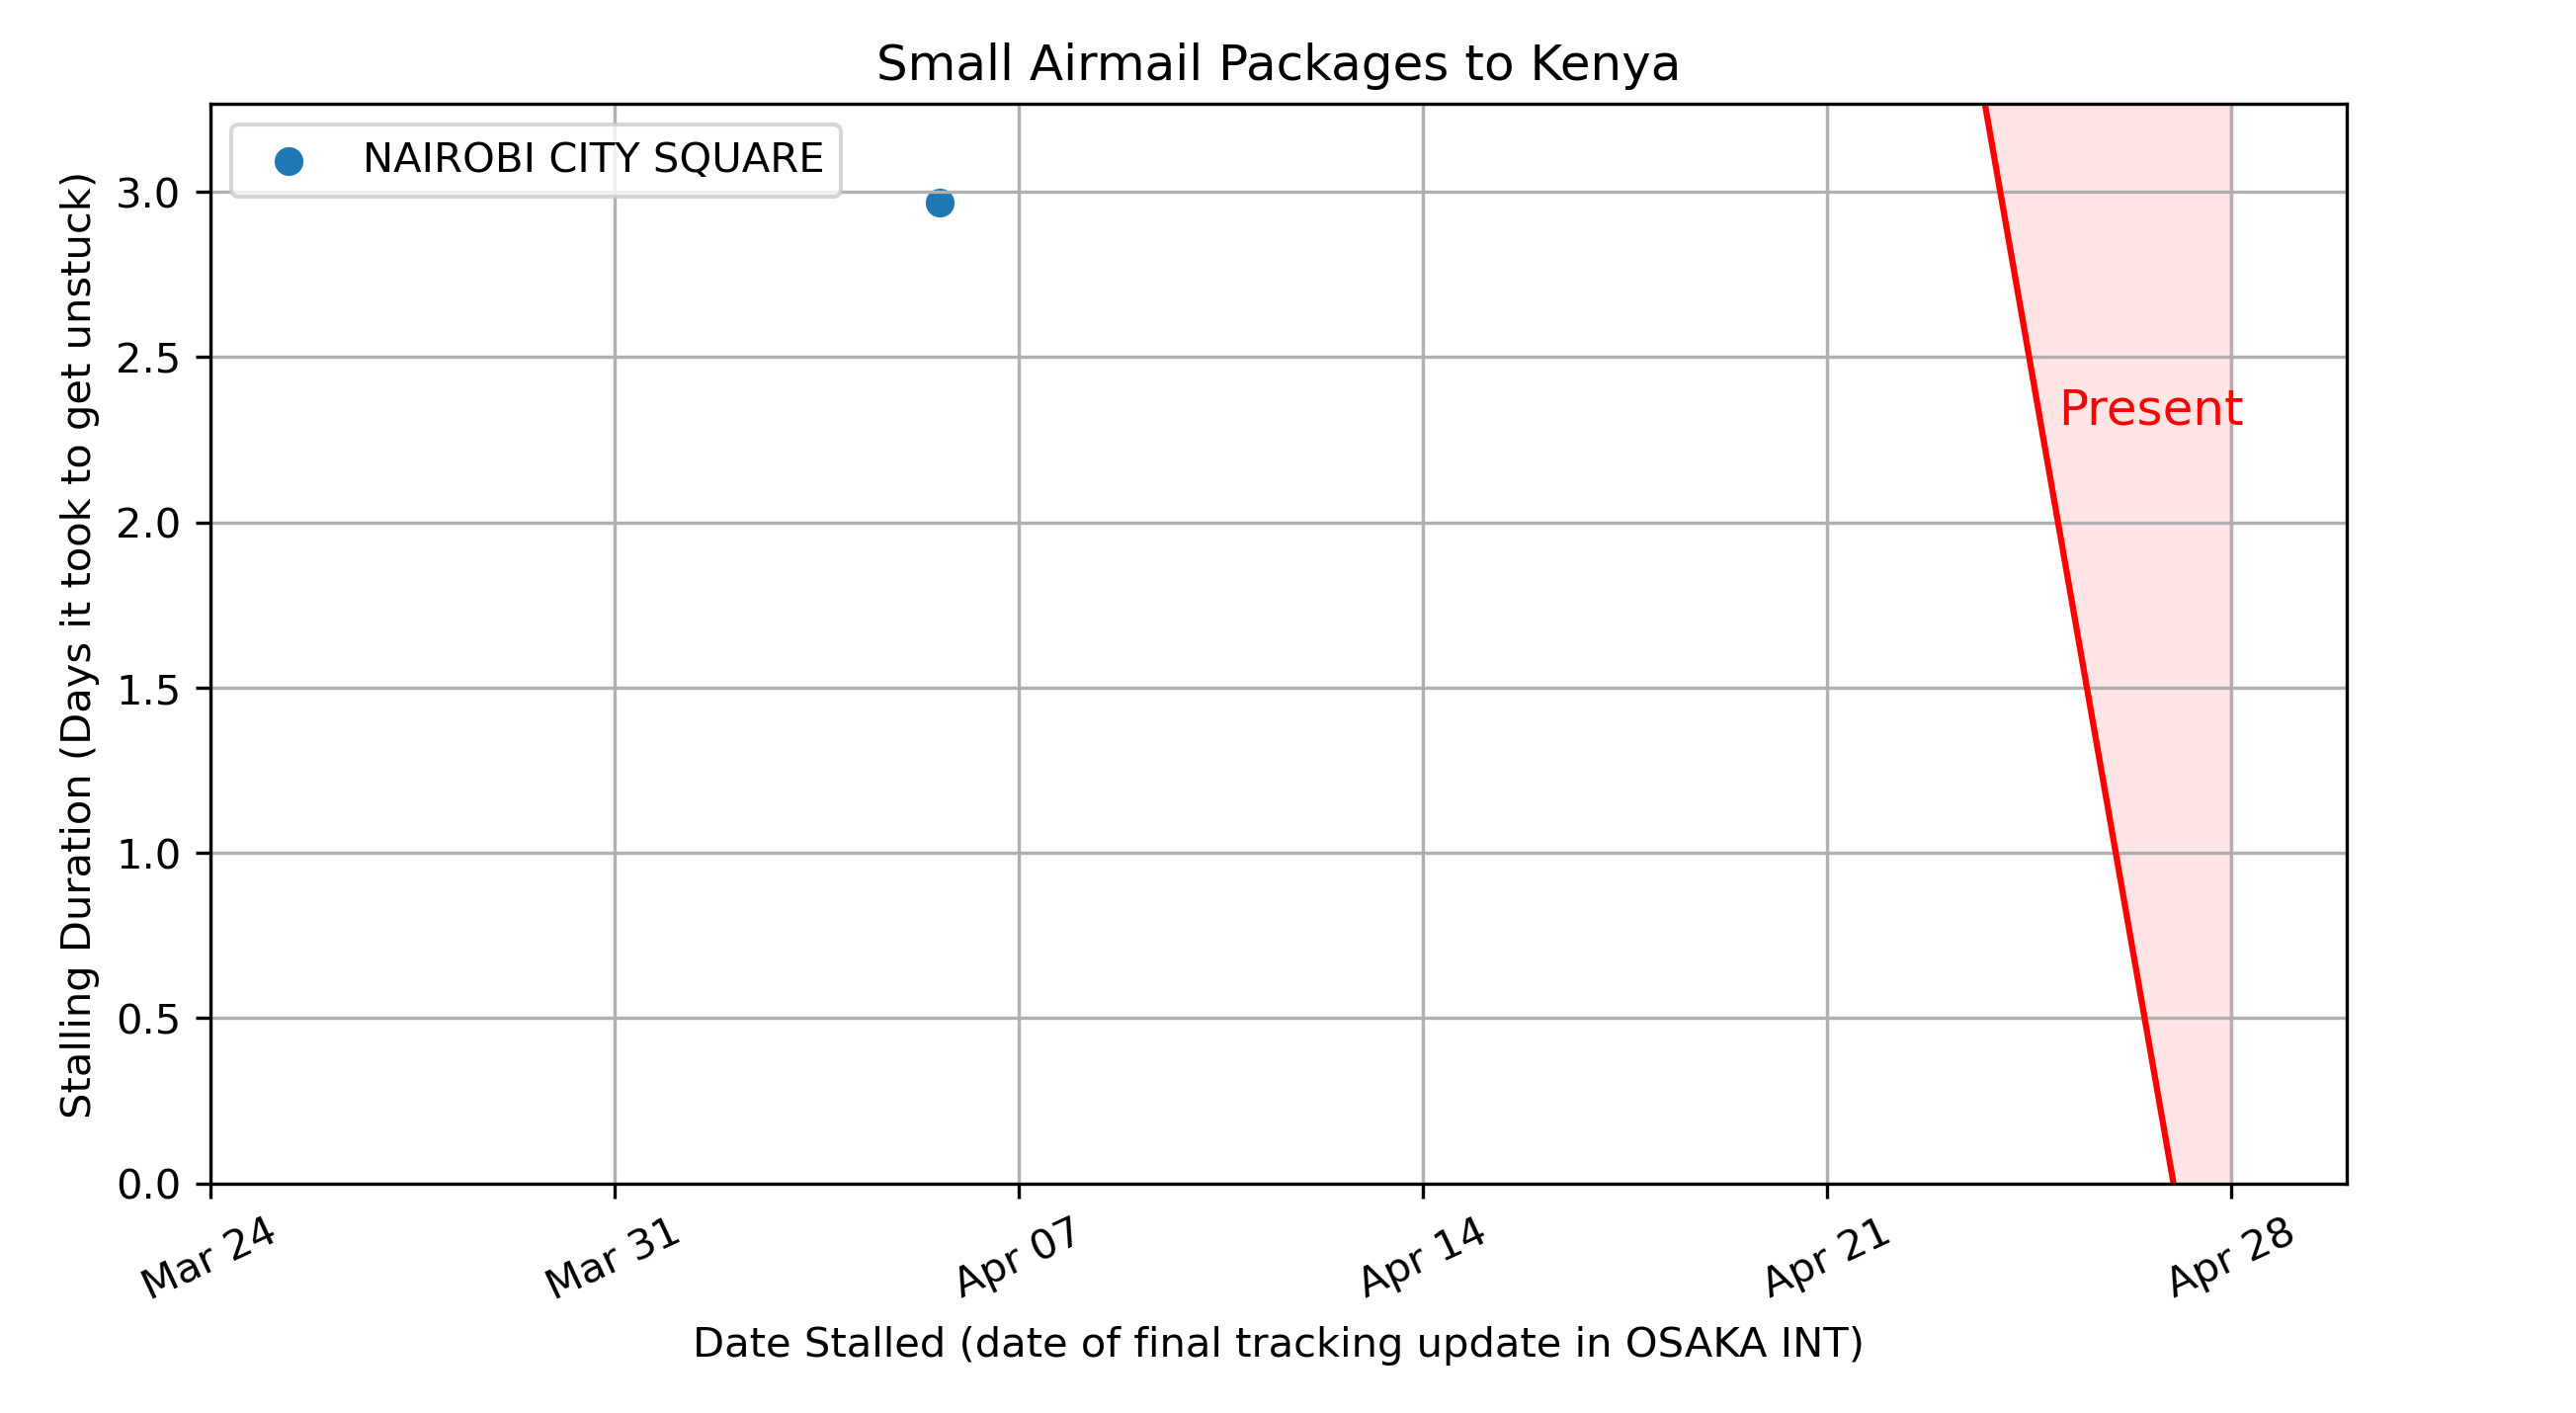 Small Airmail Packages to Kenya
NAIROBI CITY SQUARE
Stalling Duration (Days it took to get unstuck)
3.0
2.5
2.0
1.5
1.0
0.5
0.0
Present
Mar 24
Mar 31
Apr 07
Apr 14
Apr 21
Apr 28
Date Stalled (date of final tracking update in OSAKA INT)